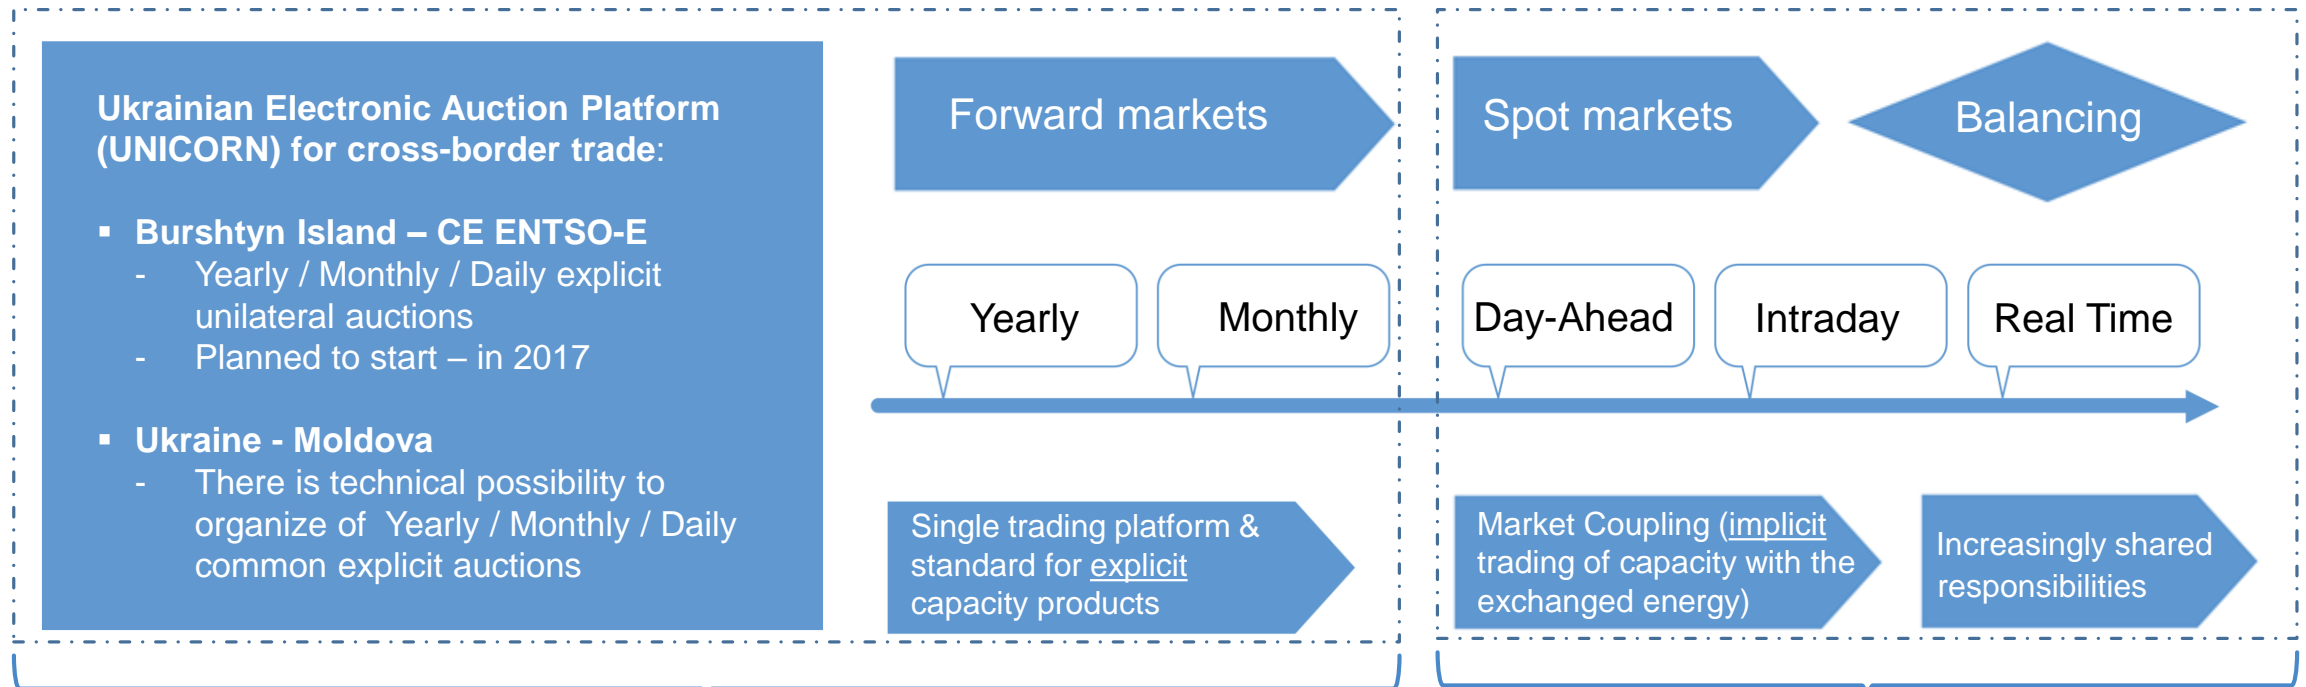 Ukrainian Electronic Auction Platform
(UNICORN) for cross-border trade:
▪ Burshtyn Island – CE ENTSO-E
- Yearly / Monthly / Daily explicit
unilateral auctions
- Planned to start – in 2017
▪ Ukraine - Moldova
- There is technical possibility to
organize of Yearly / Monthly / Daily
common explicit auctions
Forward markets
Spot markets
Balancing
Yearly
Monthly
Day-Ahead
Intraday
Real Time
Single trading platform &
standard for explicit
capacity products
Market Coupling (implicit
trading of capacity with the
exchanged energy)
Increasingly shared
responsibilities